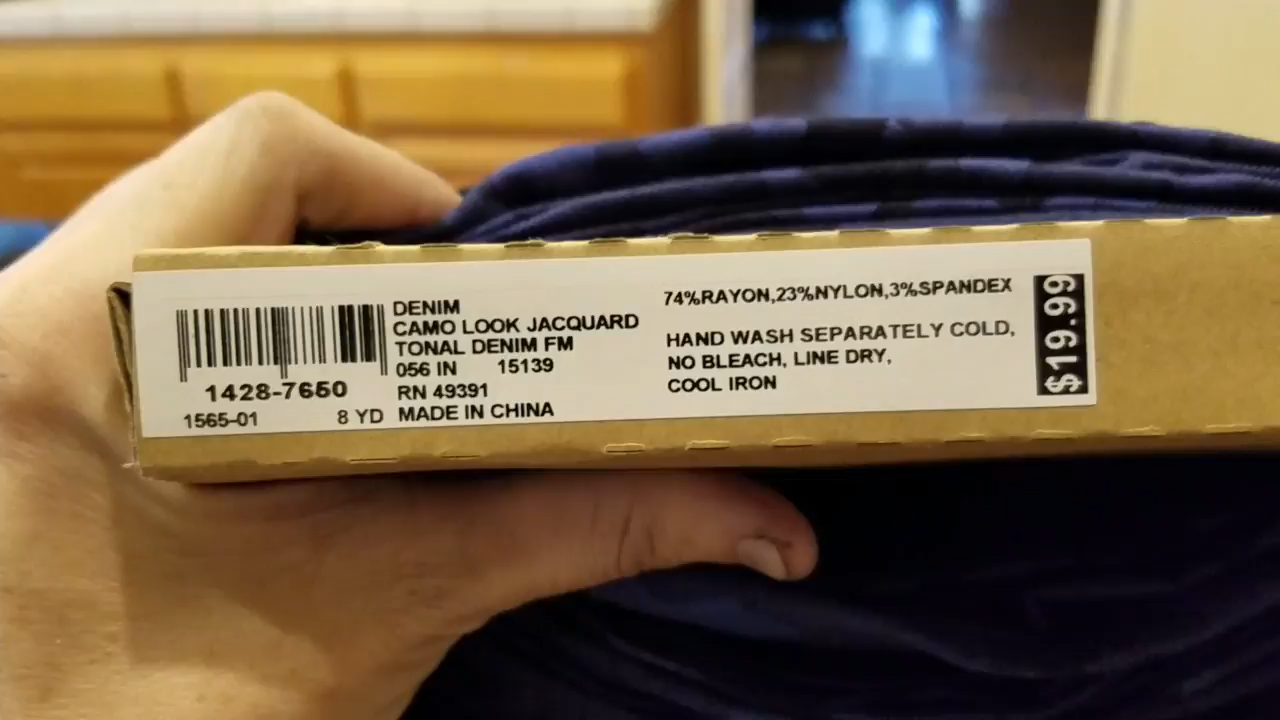 DENIM
CAMO LOOK JACQUARD
TONAL DENIM FM
056 IN 15139
RN 49391
MADE IN CHINA
1428-7650
1565-01 8 YD
74%RAYON,23%NYLON,3%SPANDEX
HAND WASH SEPARATELY COLD,
NO BLEACH, LINE DRY,
COOL IRON
$19.99